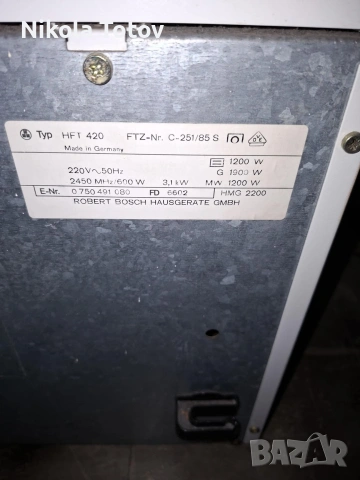 Nikola Totov
Typ HFT 420 FTZ-Nr. C-251/85 S
Made in Germany
1200 W
220V~50Hz G 1900 W
2450 MHz/600 W 3,1 kW MW 1200 W
E-Nr. 0 750 491 080 FD 6602 HMG 2200
ROBERT BOSCH HAUSGERÄTE GMBH
BAZAR